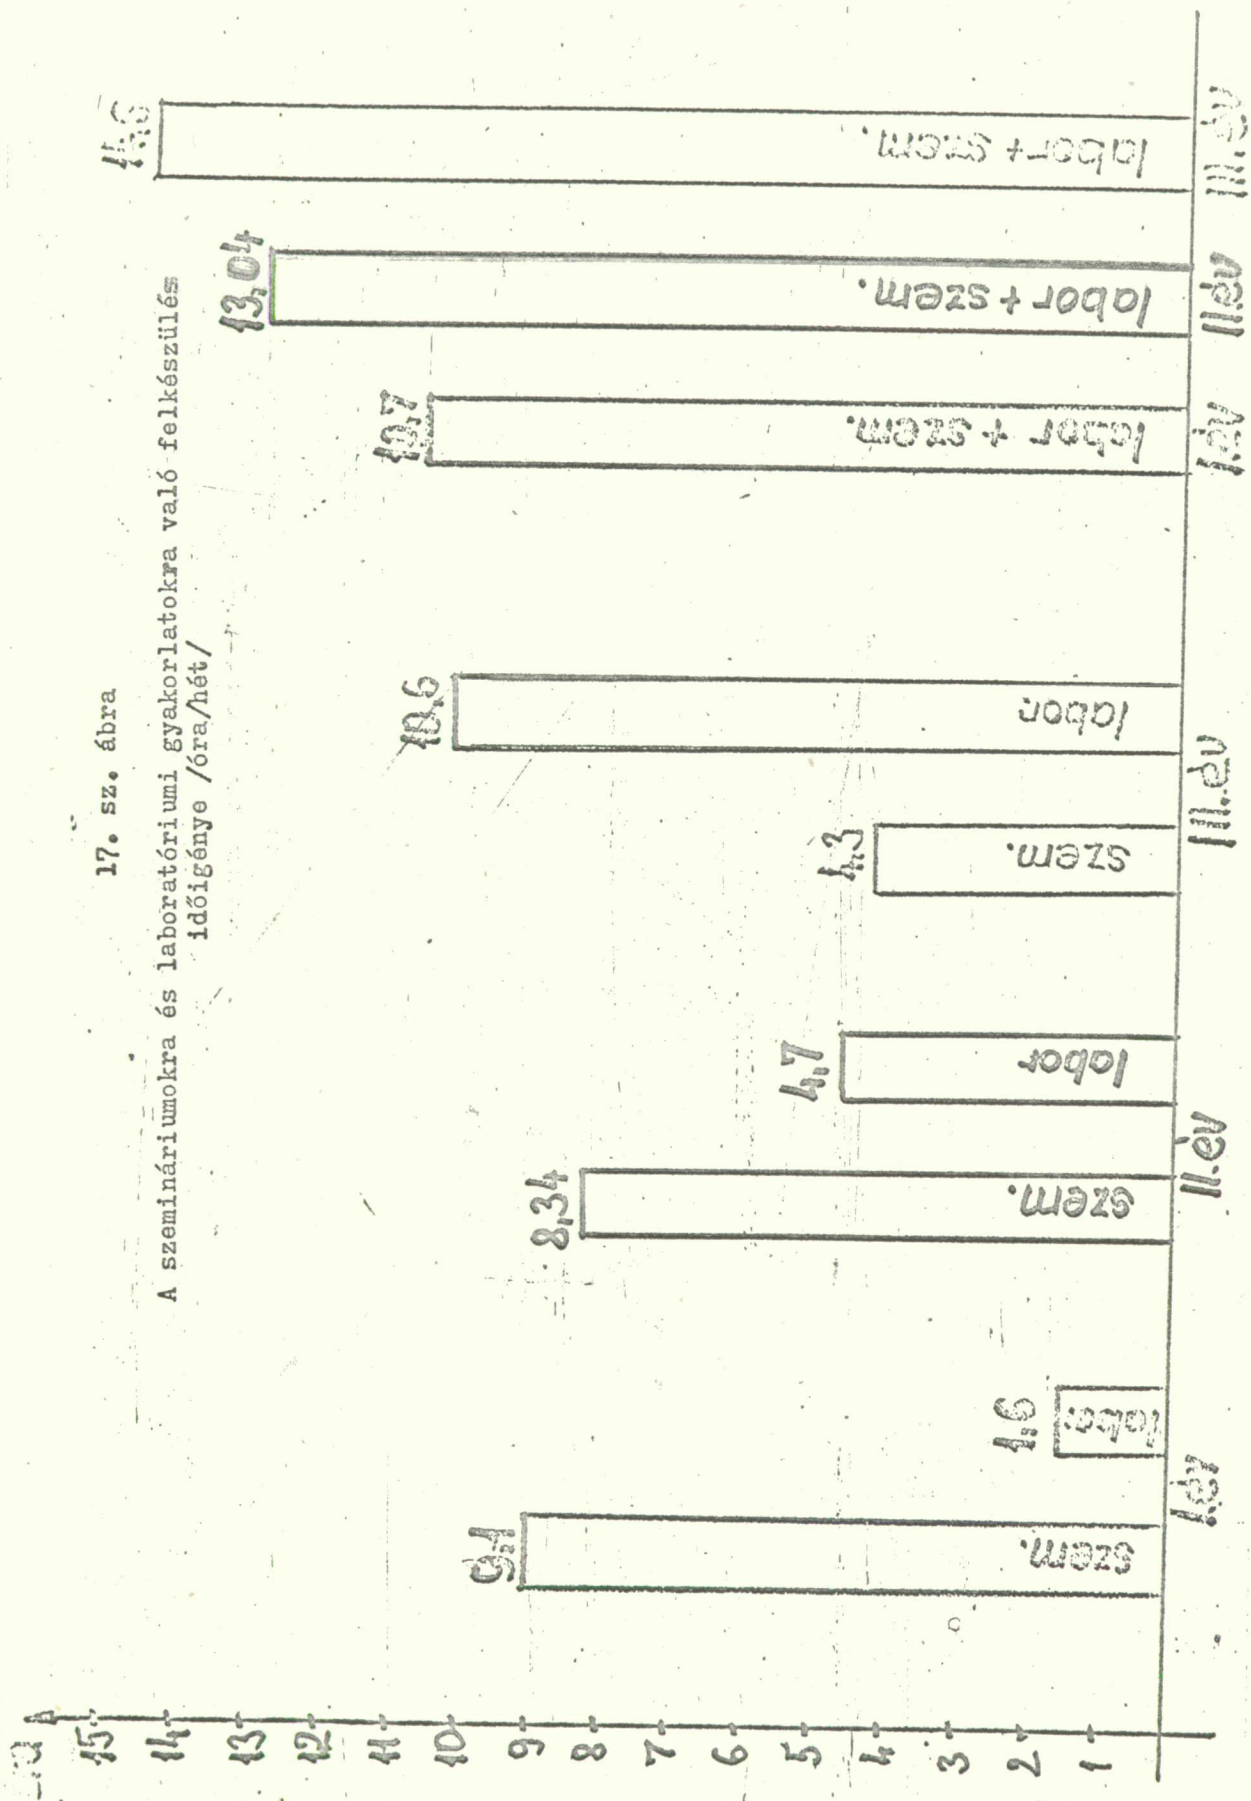 17. sz. ábra
A szemináriumokra és laboratóriumi gyakorlatokra való felkészülés
időigénye /óra/hét/
15
14
13
12
11
10
9
8
7
6
5
4
3
2
1
9,1
szem.
1,6
labor
I.év
8,34
szem.
4,7
labor
II.év
4,3
szem.
10,6
labor
III.év
10,7
labor + szem.
I.év
13,04
labor + szem.
II.év
labor + szem.
III.év